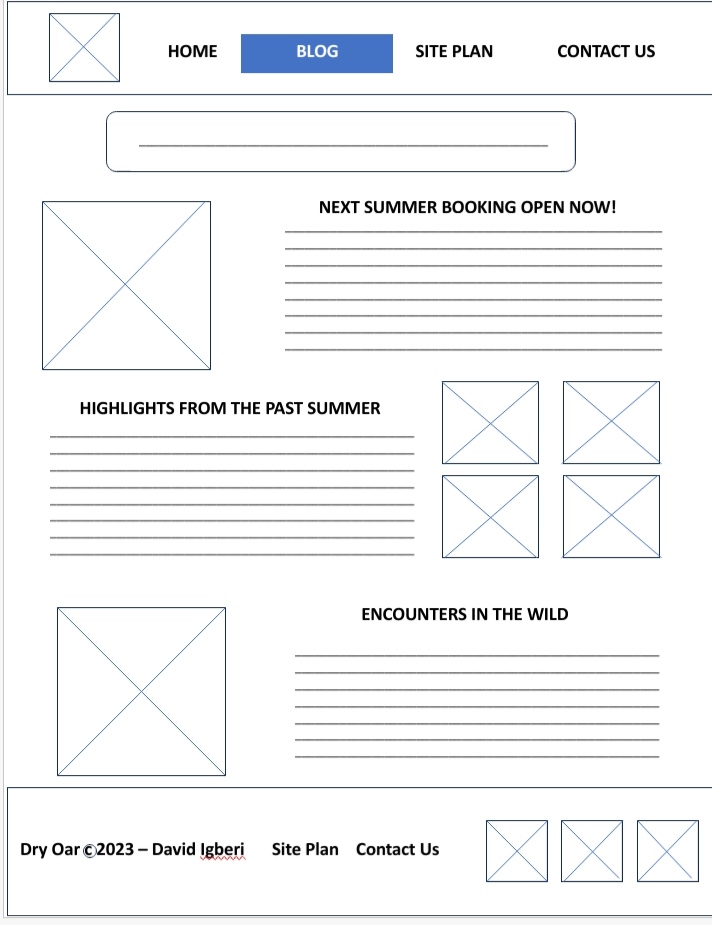 HOME BLOG SITE PLAN CONTACT US
NEXT SUMMER BOOKING OPEN NOW!
HIGHLIGHTS FROM THE PAST SUMMER
ENCOUNTERS IN THE WILD
Dry Oar ©2023 – David Igberi Site Plan Contact Us